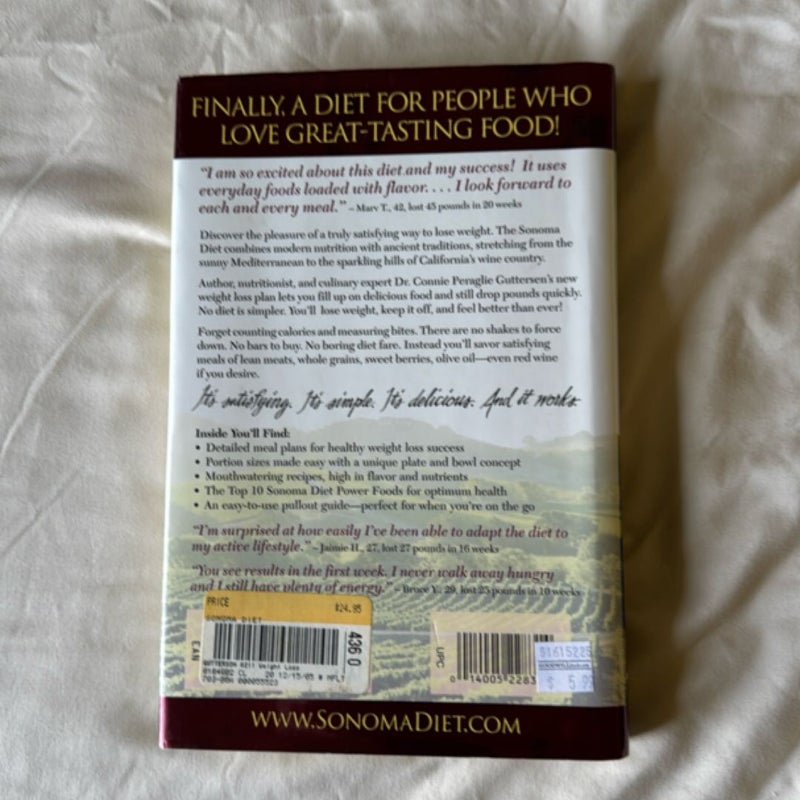 FINALLY, A DIET FOR PEOPLE WHO
LOVE GREAT-TASTING FOOD!
“I am so excited about this diet and my success! It uses
everyday foods loaded with flavor. . . . I look forward to
each and every meal.” – Marv T., 42, lost 45 pounds in 20 weeks
Discover the pleasure of a truly satisfying way to lose weight. The Sonoma
Diet combines modern nutrition with ancient traditions, stretching from the
sunny Mediterranean to the sparkling hills of California’s wine country.
Author, nutritionist, and culinary expert Dr. Connie Peraglie Guttersen’s new
weight loss plan lets you fill up on delicious food and still drop pounds quickly.
No diet is simpler. You’ll lose weight, keep it off, and feel better than ever!
Forget counting calories and measuring bites. There are no shakes to force
down. No bars to buy. No boring diet fare. Instead you’ll savor satisfying
meals of lean meats, whole grains, sweet berries, olive oil—even red wine
if you desire.
It’s satisfying. It’s simple. It’s delicious. And it works.
Inside You’ll Find:
• Detailed meal plans for healthy weight loss success
• Portion sizes made easy with a unique plate and bowl concept
• Mouthwatering recipes, high in flavor and nutrients
• The Top 10 Sonoma Diet Power Foods for optimum health
• An easy-to-use pullout guide—perfect for when you’re on the go
“I’m surprised at how easily I’ve been able to adapt the diet to
my active lifestyle.” – Jaimie H., 27, lost 27 pounds in 16 weeks
“You see results in the first week. I never walk away hungry
and I still have plenty of energy.” – Bruce Y., 29, lost 25 pounds in 10 weeks
PRICE $24.95
SONOMA DIET
436 0
EAN
Weight Loss
UPC
0 14005 2283
$ 5.99
WWW.SONOMADIET.COM